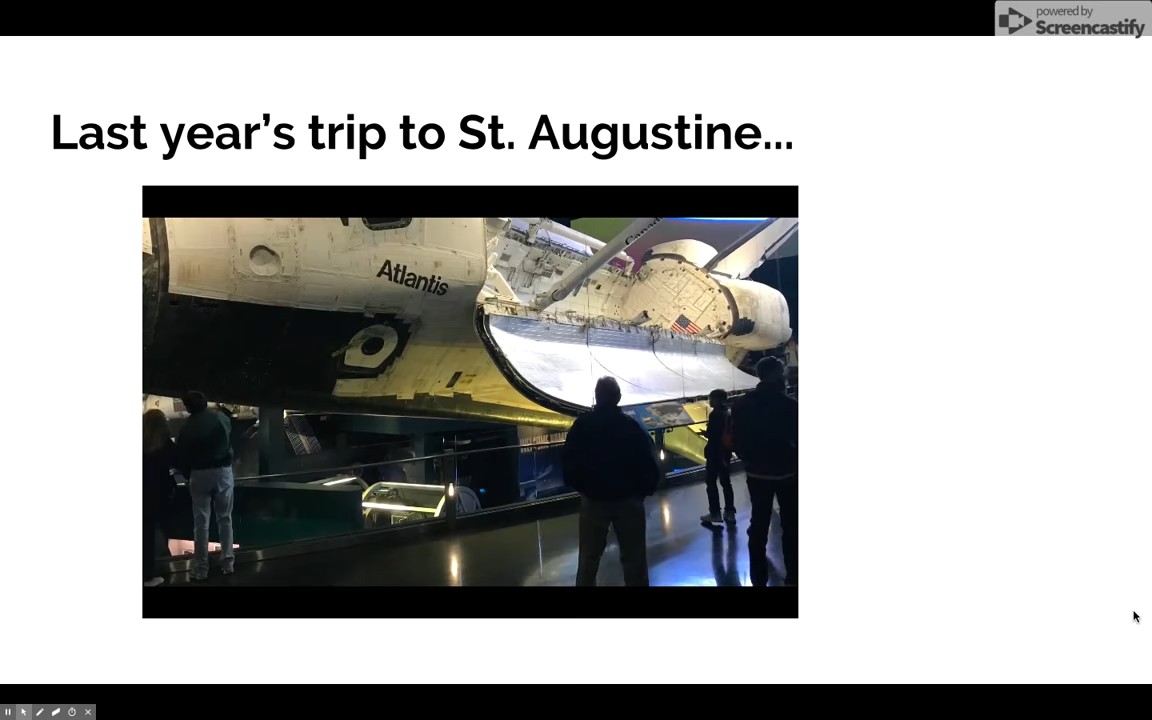 powered by
Screencastify
Last year’s trip to St. Augustine...
Atlantis